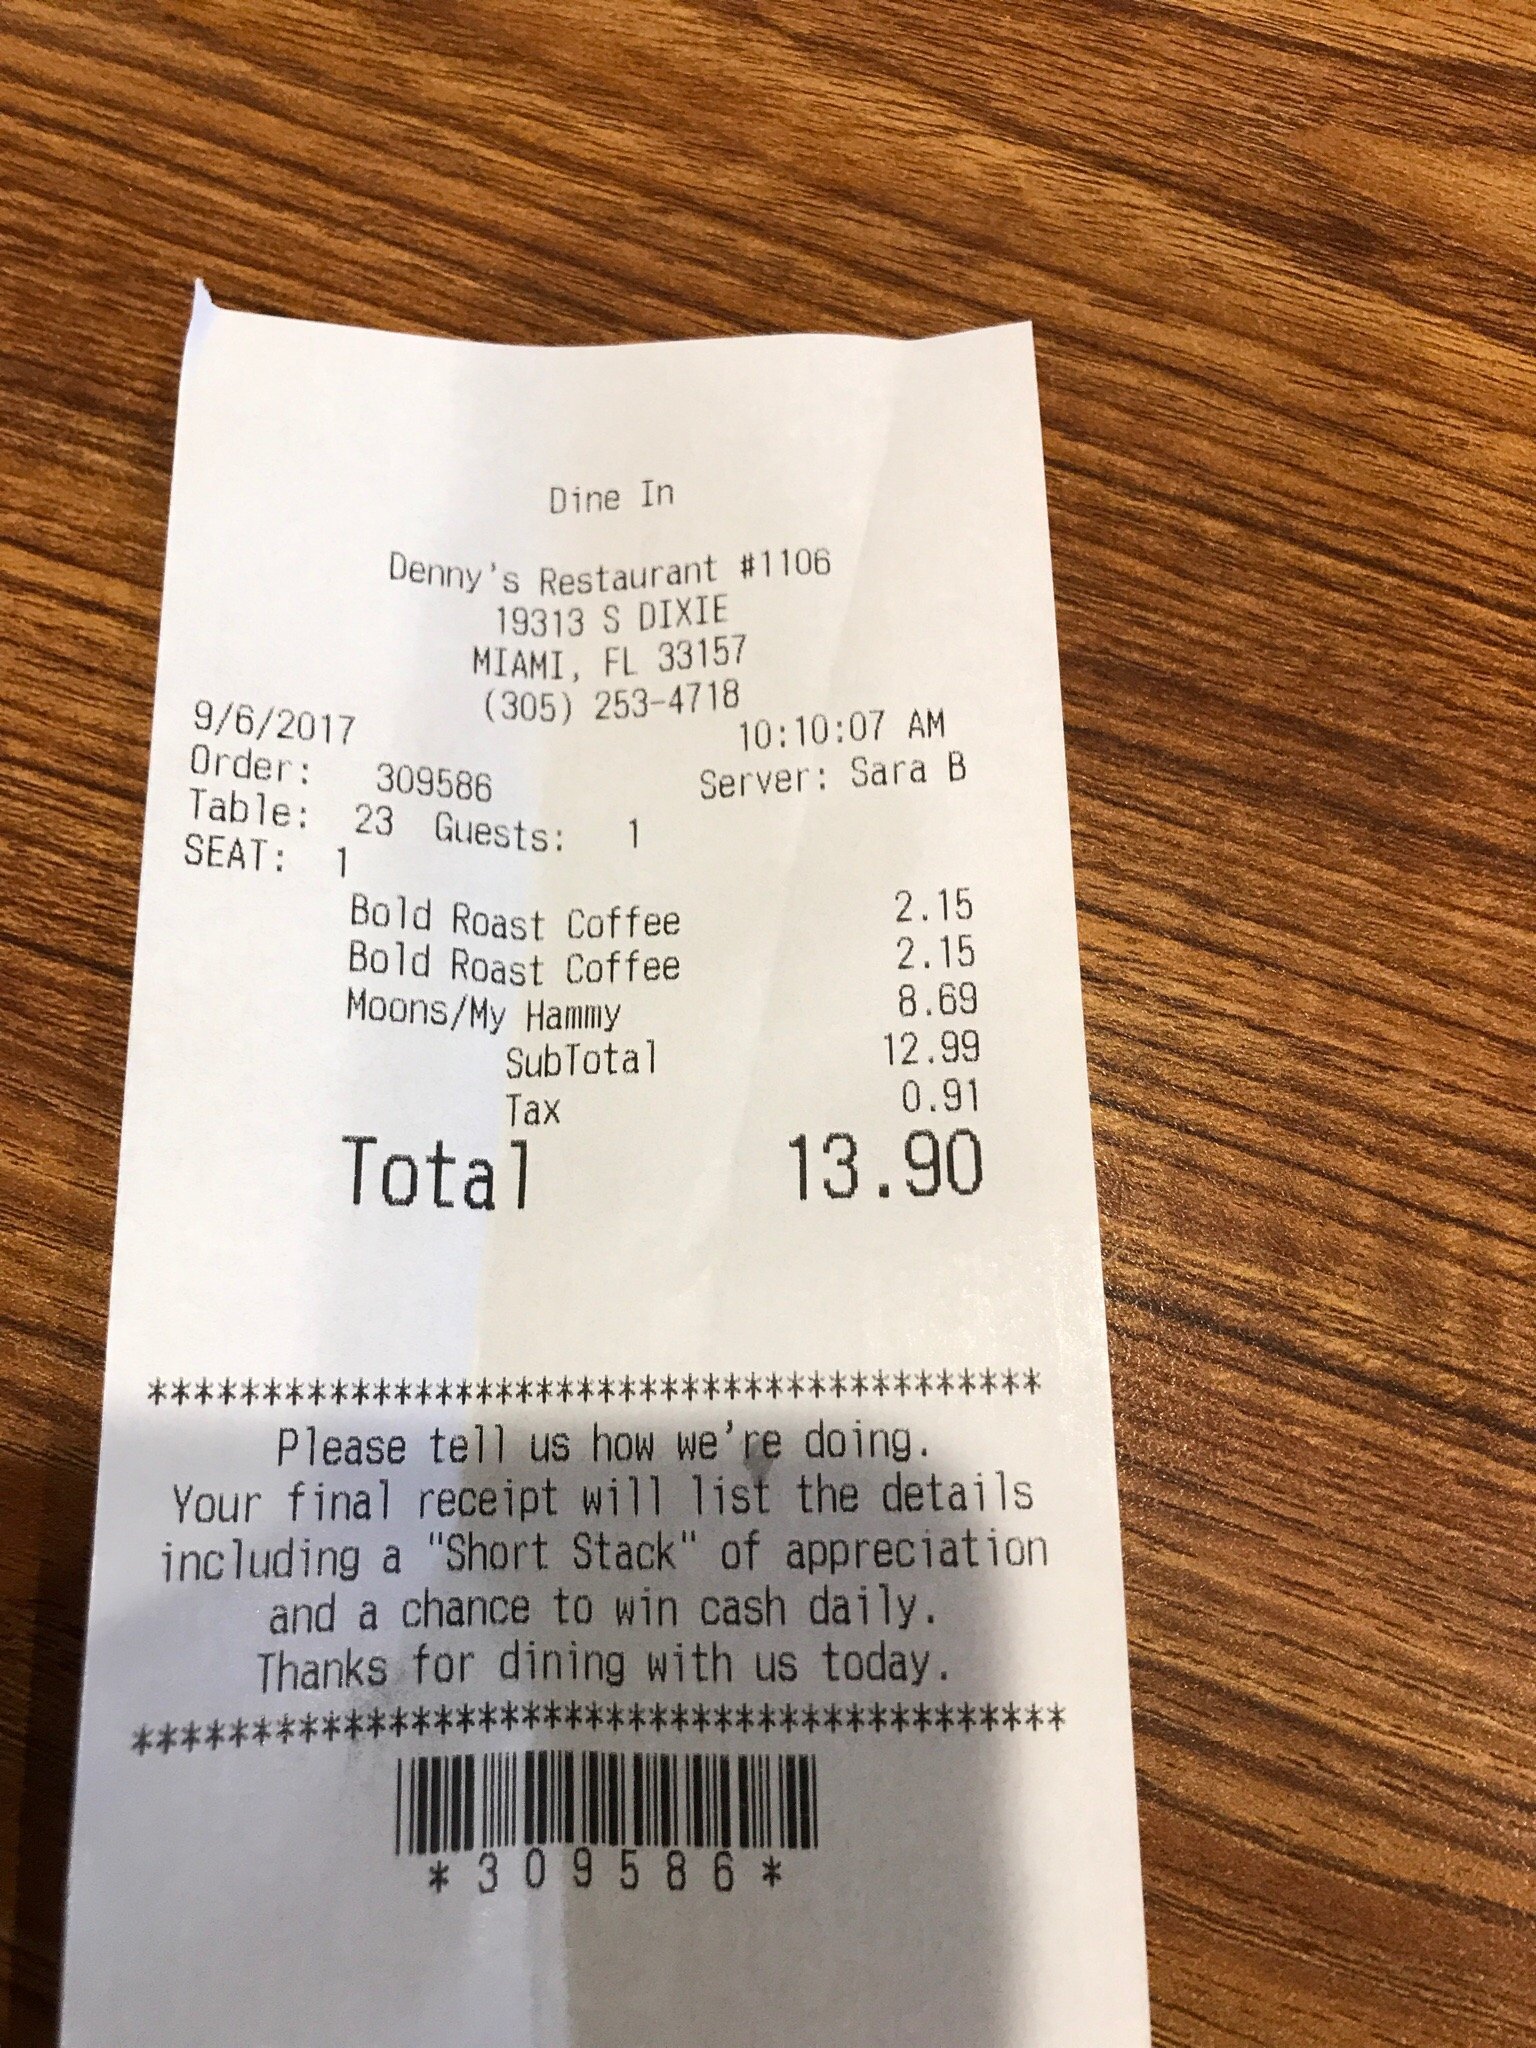 Dine In
Denny's Restaurant #1106
19313 S DIXIE
MIAMI, FL 33157
(305) 253-4718
9/6/2017 10:10:07 AM
Order: 309586 Server: Sara B
Table: 23 Guests: 1
SEAT: 1
Bold Roast Coffee 2.15
Bold Roast Coffee 2.15
Moons/My Hammy 8.69
SubTotal 12.99
Tax 0.91
Total 13.90
******************************************
Please tell us how we're doing.
Your final receipt will list the details
including a "Short Stack" of appreciation
and a chance to win cash daily.
Thanks for dining with us today.
******************************************
*309586*